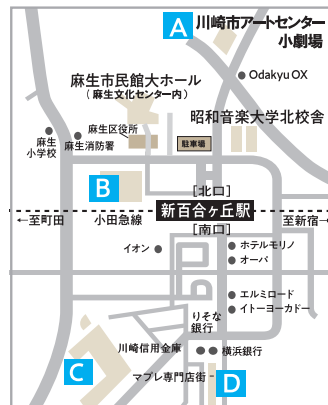 A
川崎市アートセンター
小劇場
Odakyu OX
麻生市民館大ホール
(麻生文化センター内)
昭和音楽大学北校舎
麻生区役所
麻生
小学校
麻生消防署
駐車場
B
[北口]
新百合ヶ丘駅
←至町田
小田急線
至新宿→
[南口]
イオン
ホテルモリノ
オーパ
エルミロード
イトーヨーカドー
りそな
銀行
川崎信用金庫
横浜銀行
C
マプレ専門店街
D